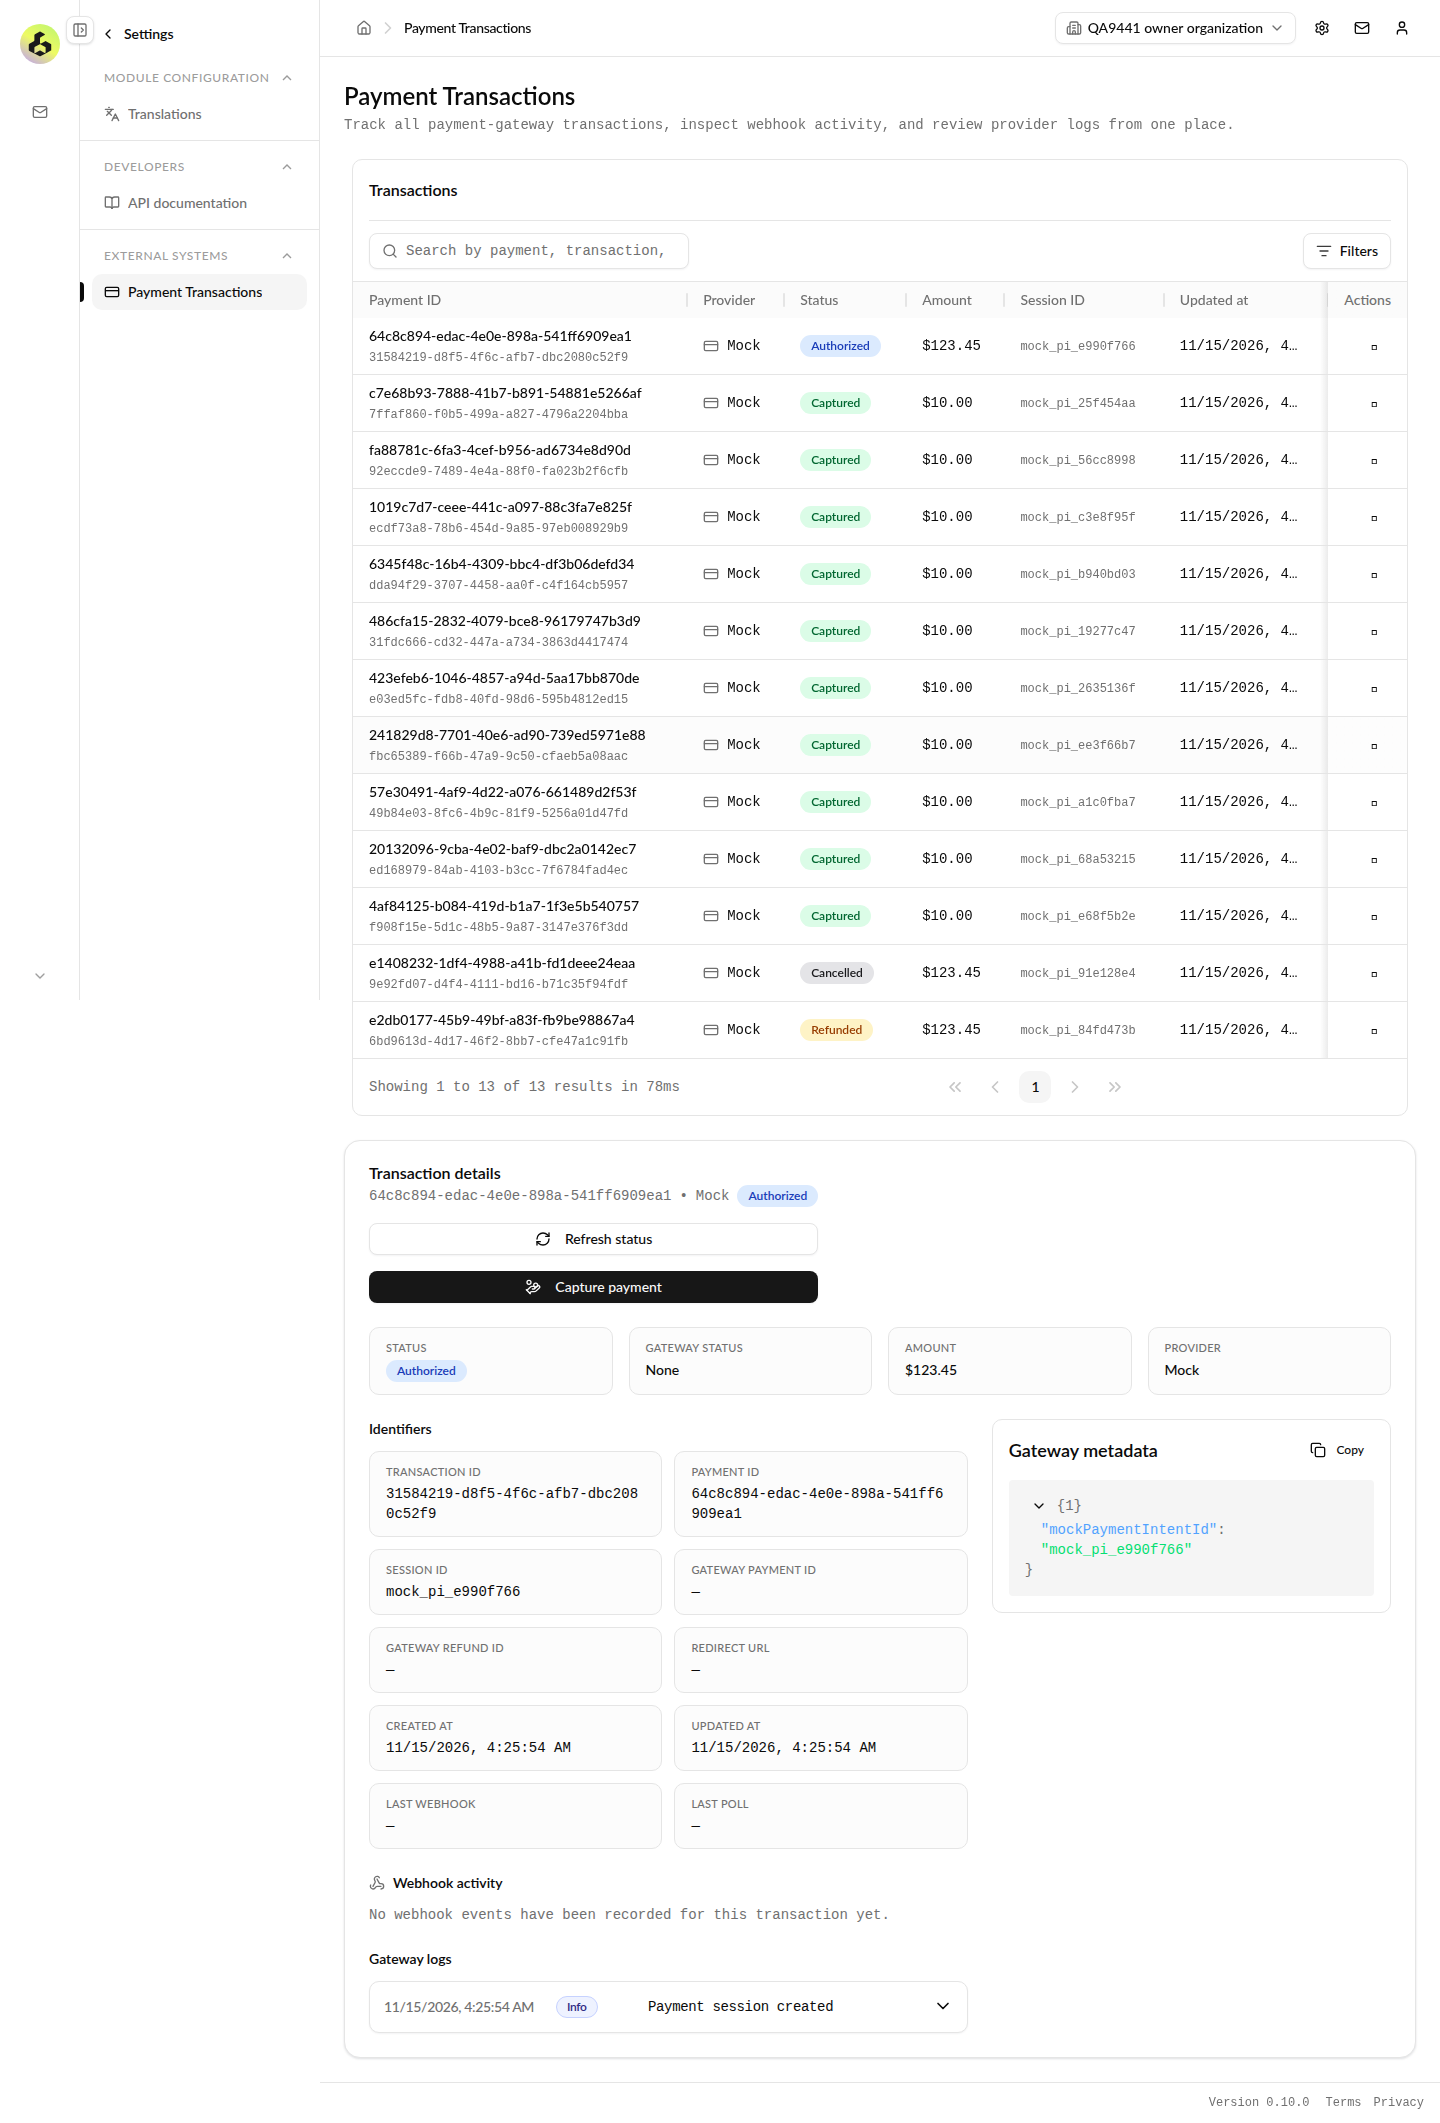 Settings
MODULE CONFIGURATION
Translations
DEVELOPERS
API documentation
EXTERNAL SYSTEMS
Payment Transactions
Payment Transactions
QA9441 owner organization
Payment Transactions
Track all payment-gateway transactions, inspect webhook activity, and review provider logs from one place.
Transactions
Search by payment, transaction,
Filters
Payment ID Provider Status Amount Session ID Updated at Actions
64c8c894-edac-4e0e-898a-541ff6909ea1
31584219-d8f5-4f6c-afb7-dbc2080c52f9
Mock Authorized $123.45 mock_pi_e990f766 11/15/2026, 4…
c7e68b93-7888-41b7-b891-54881e5266af
7ffaf860-f0b5-499a-a827-4796a2204bba
Mock Captured $10.00 mock_pi_25f454aa 11/15/2026, 4…
fa88781c-6fa3-4cef-b956-ad6734e8d90d
92eccde9-7489-4e4a-88f0-fa023b2f6cfb
Mock Captured $10.00 mock_pi_56cc8998 11/15/2026, 4…
1019c7d7-ceee-441c-a097-88c3fa7e825f
ecdf73a8-78b6-454d-9a85-97eb008929b9
Mock Captured $10.00 mock_pi_c3e8f95f 11/15/2026, 4…
6345f48c-16b4-4309-bbc4-df3b06defd34
dda94f29-3707-4458-aa0f-c4f164cb5957
Mock Captured $10.00 mock_pi_b940bd03 11/15/2026, 4…
486cfa15-2832-4079-bce8-96179747b3d9
31fdc666-cd32-447a-a734-3863d4417474
Mock Captured $10.00 mock_pi_19277c47 11/15/2026, 4…
423efeb6-1046-4857-a94d-5aa17bb870de
e03ed5fc-fdb8-40fd-98d6-595b4812ed15
Mock Captured $10.00 mock_pi_2635136f 11/15/2026, 4…
241829d8-7701-40e6-ad90-739ed5971e88
fbc65389-f66b-47a9-9c50-cfaeb5a08aac
Mock Captured $10.00 mock_pi_ee3f66b7 11/15/2026, 4…
57e30491-4af9-4d22-a076-661489d2f53f
49b84e03-8fc6-4b9c-81f9-5256a01d47fd
Mock Captured $10.00 mock_pi_a1c0fba7 11/15/2026, 4…
20132096-9cba-4e02-baf9-dbc2a0142ec7
ed168979-84ab-4103-b3cc-7f6784fad4ec
Mock Captured $10.00 mock_pi_68a53215 11/15/2026, 4…
4af84125-b084-419d-b1a7-1f3e5b540757
f908f15e-5d1c-48b5-9a87-3147e376f3dd
Mock Captured $10.00 mock_pi_e68f5b2e 11/15/2026, 4…
e1408232-1df4-4988-a41b-fd1deee24eaa
9e92fd07-d4f4-4111-bd16-b71c35f94fdf
Mock Cancelled $123.45 mock_pi_91e128e4 11/15/2026, 4…
e2db0177-45b9-49bf-a83f-fb9be98867a4
6bd9613d-4d17-46f2-8bb7-cfe47a1c91fb
Mock Refunded $123.45 mock_pi_84fd473b 11/15/2026, 4…
Showing 1 to 13 of 13 results in 78ms
1
Transaction details
64c8c894-edac-4e0e-898a-541ff6909ea1 • Mock Authorized
Refresh status
Capture payment
STATUS
Authorized
GATEWAY STATUS
None
AMOUNT
$123.45
PROVIDER
Mock
Identifiers
TRANSACTION ID
31584219-d8f5-4f6c-afb7-dbc208
0c52f9
PAYMENT ID
64c8c894-edac-4e0e-898a-541ff6
909ea1
SESSION ID
mock_pi_e990f766
GATEWAY PAYMENT ID
—
GATEWAY REFUND ID
—
REDIRECT URL
—
CREATED AT
11/15/2026, 4:25:54 AM
UPDATED AT
11/15/2026, 4:25:54 AM
LAST WEBHOOK
—
LAST POLL
—
Gateway metadata
Copy
{1}
"mockPaymentIntentId":
"mock_pi_e990f766"
}
Webhook activity
No webhook events have been recorded for this transaction yet.
Gateway logs
11/15/2026, 4:25:54 AM Info Payment session created
Version 0.10.0 Terms Privacy